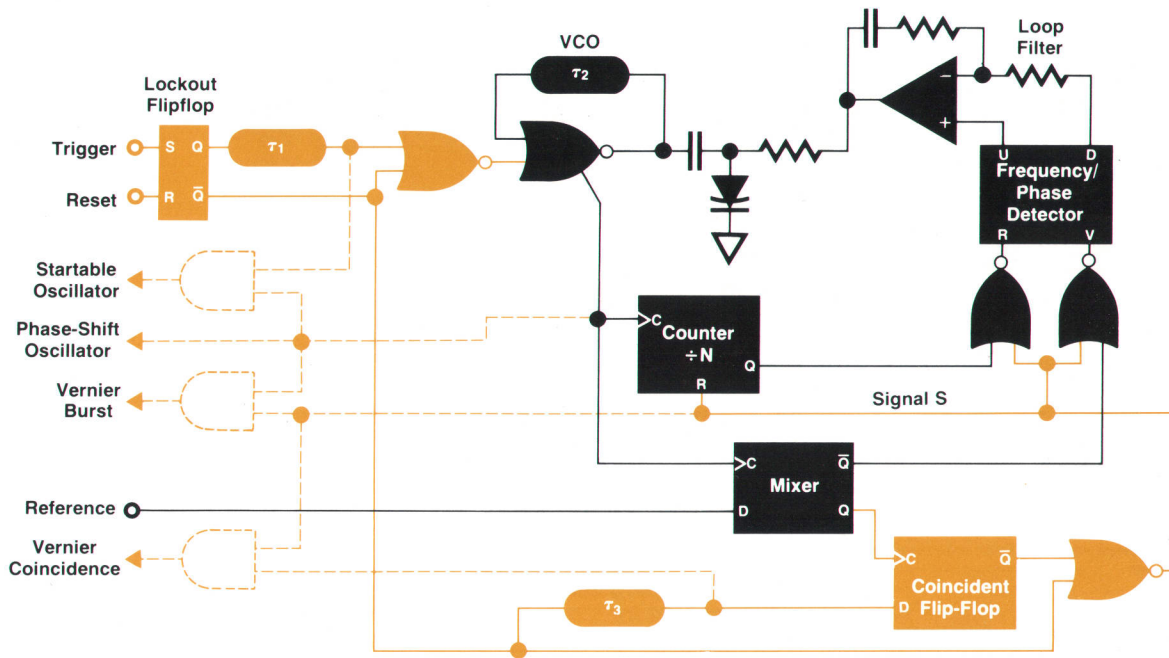 VCO
τ2
Loop
Filter
Lockout
Flipflop
Trigger
S
Q
τ1
Reset
R
Q̅
−
+
U
D
Frequency/
Phase
Detector
R
V
Startable
Oscillator
Phase-Shift
Oscillator
C
Counter
÷N
Q
R
Vernier
Burst
Signal S
C
Q̅
Mixer
Reference
D
Q
Vernier
Coincidence
C
Q̅
Coincident
Flip-Flop
D
τ3